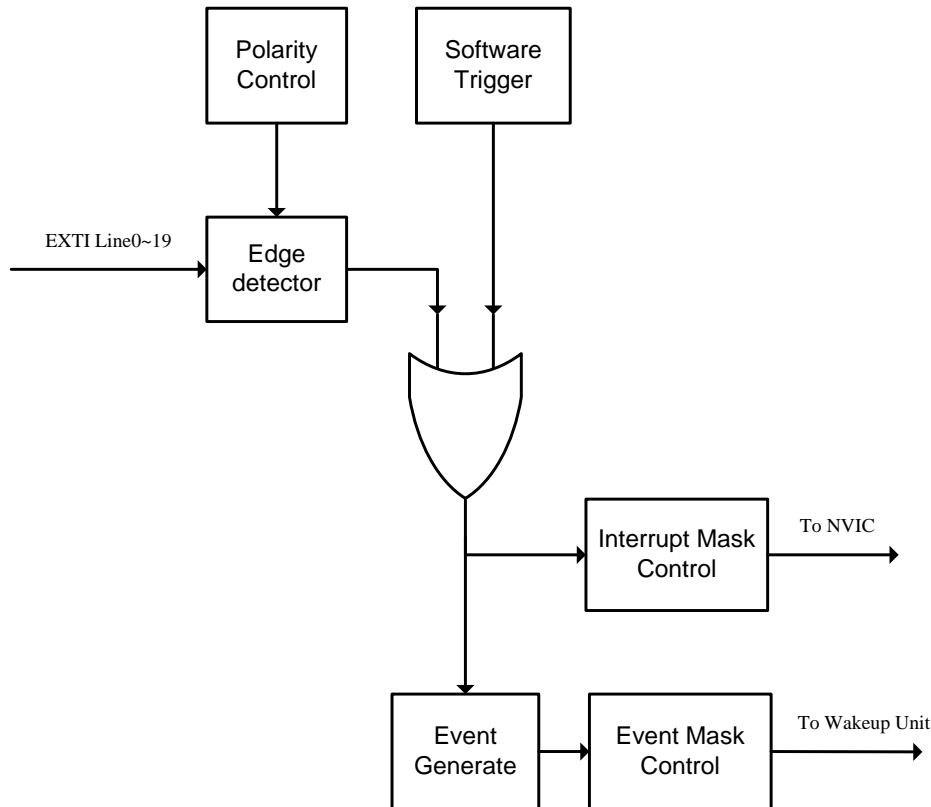 Polarity
Control
Software
Trigger
EXTI Line0~19
Edge
detector
Interrupt Mask
Control
To NVIC
Event
Generate
Event Mask
Control
To Wakeup Unit